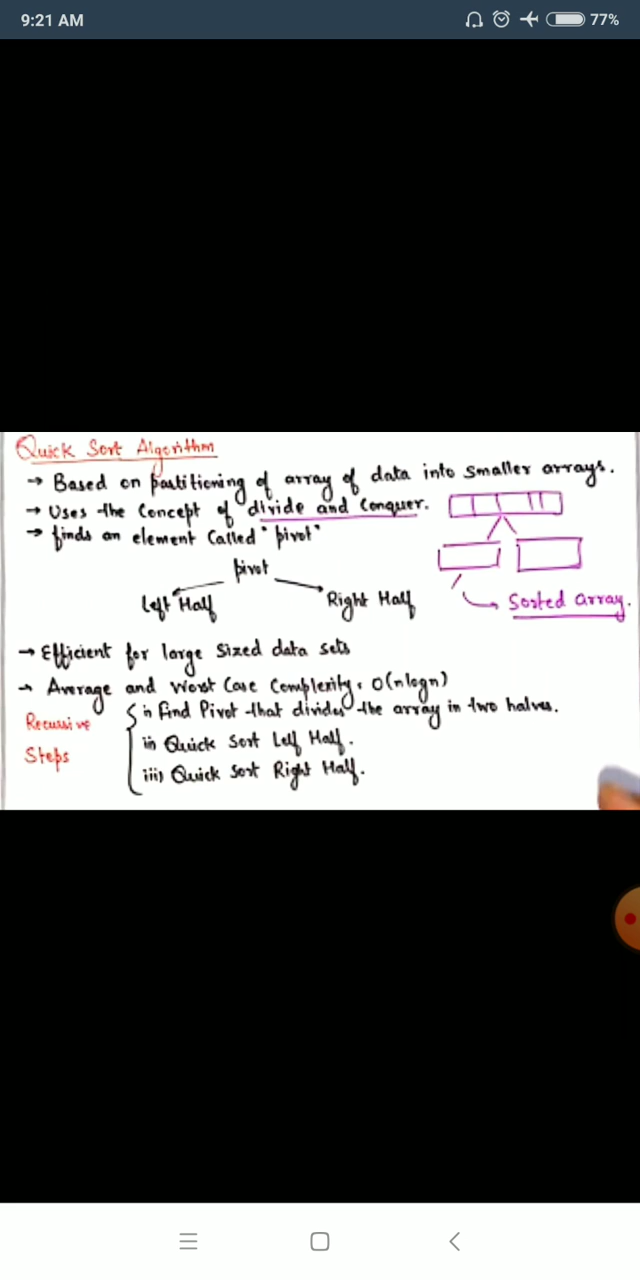 9:21 AM
77%
Quick Sort Algorithm
→ Based on partitioning of array of data into smaller arrays.
→ Uses the Concept of divide and Conquer.
→ finds an element Called "pivot"
pivot
Left Half
Right Half
Sorted array.
→ Efficient for large Sized data sets
→ Average and Worst Case Complexity, O(nlogn)
Recursive
Steps
i) find Pivot that divides the array in two halves.
ii) Quick Sort Left Half.
iii) Quick Sort Right Half.